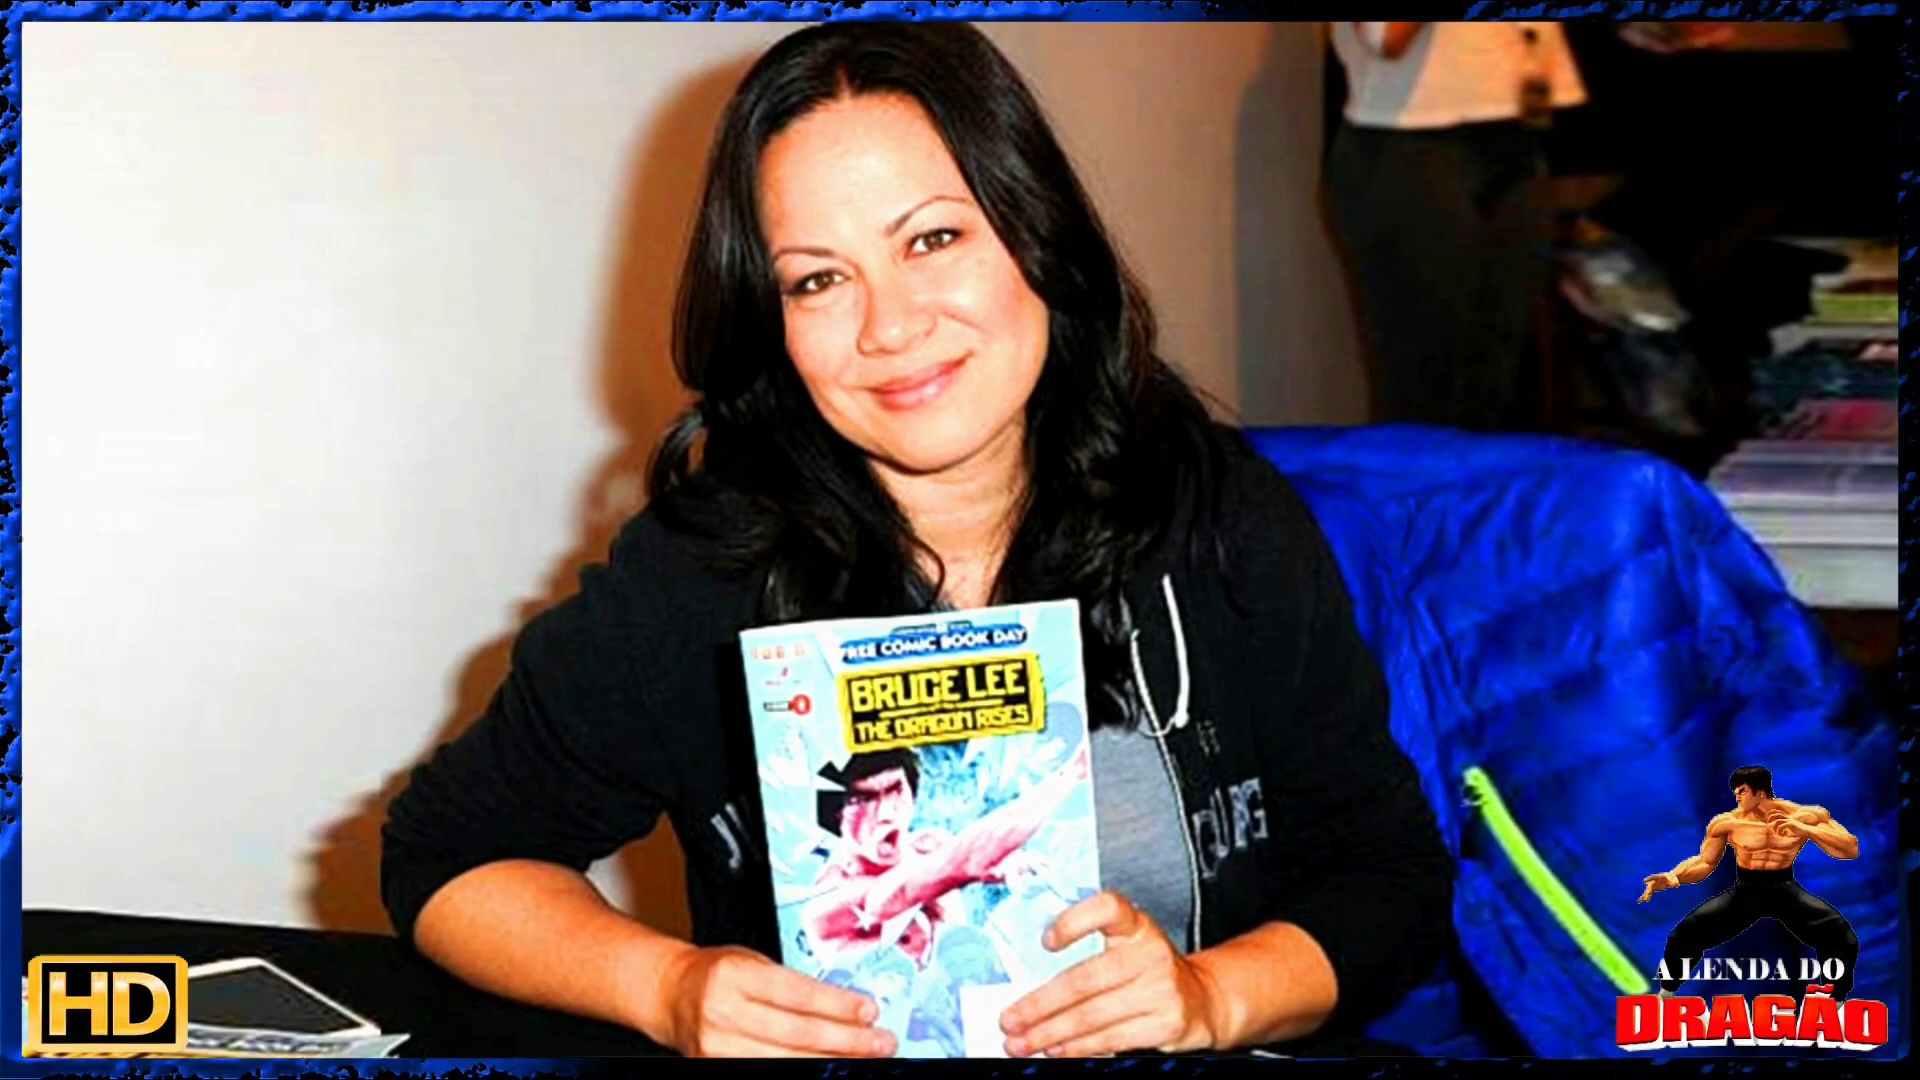 FREE COMIC BOOK DAY
BRUCE LEE
THE DRAGON RISES
HD
A LENDA DO
DRAGÃO